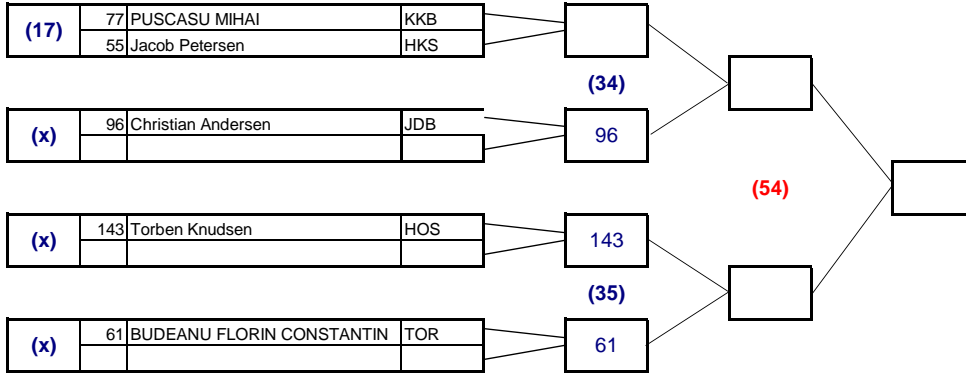 (17) 77 PUSCASU MIHAI KKB
55 Jacob Petersen HKS
(34)
(x) 96 Christian Andersen JDB 96
(54)
(x) 143 Torben Knudsen HOS 143
(35)
(x) 61 BUDEANU FLORIN CONSTANTIN TOR 61